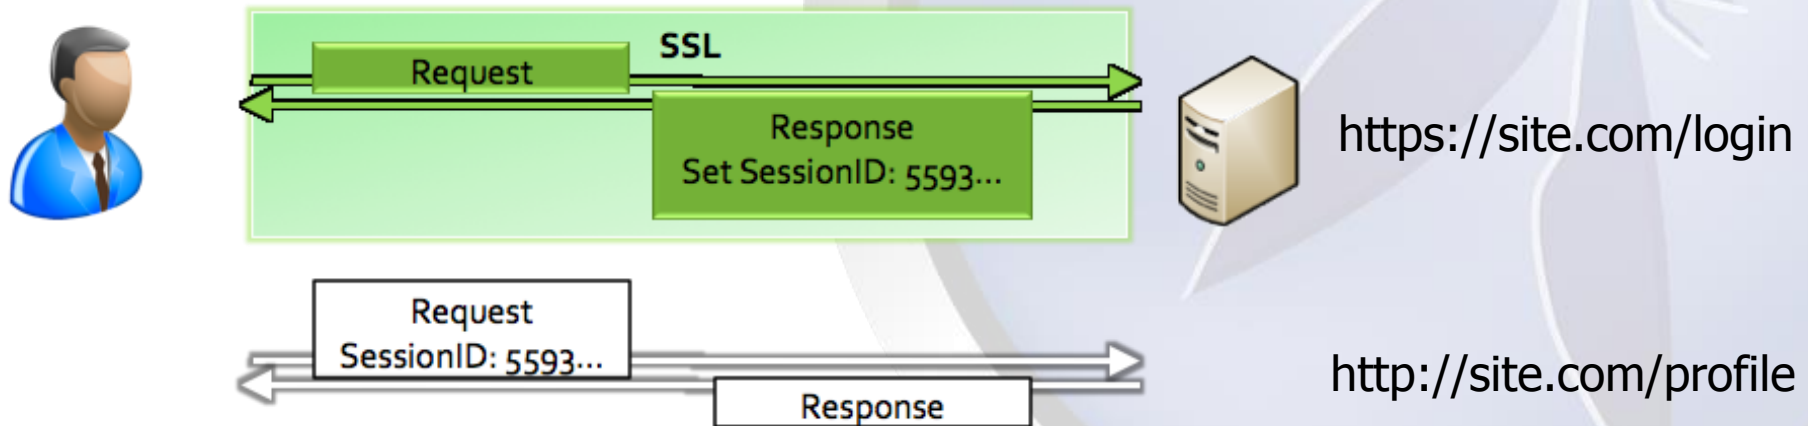 SSL
Request
Response
Set SessionID: 5593...
https://site.com/login
Request
SessionID: 5593...
Response
http://site.com/profile